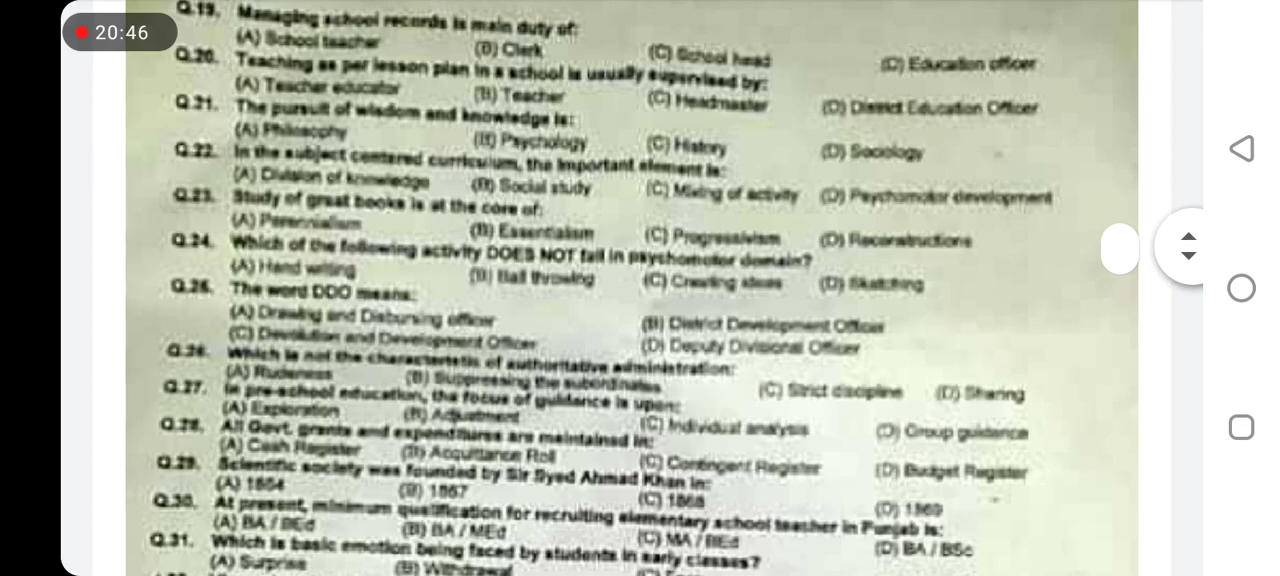 20:46
Q.19. Managing school records is main duty of:
(A) School teacher (B) Clerk (C) School head (D) Education officer
Q.20. Teaching as per lesson plan in a school is usually supervised by:
(A) Teacher educator (B) Teacher (C) Headmaster (D) District Education Officer
Q.21. The pursuit of wisdom and knowledge is:
(A) Philosophy (B) Psychology (C) History (D) Sociology
Q.22. In the subject centered curriculum, the important element is:
(A) Division of knowledge (B) Social study (C) Mixing of activity (D) Psychomotor development
Q.23. Study of great books is at the core of:
(A) Perennialism (B) Essentialism (C) Progressivism (D) Reconstructions
Q.24. Which of the following activity DOES NOT fall in psychomotor domain?
(A) Hand writing (B) Ball throwing (C) Creating ideas (D) Sketching
Q.25. The word DDO means:
(A) Drawing and Disbursing officer (B) District Development Officer
(C) Devolution and Development Officer (D) Deputy Divisional Officer
Q.26. Which is not the characteristic of authoritative administration:
(A) Rudeness (B) Suppressing the subordinates (C) Strict discipline (D) Sharing
Q.27. In pre-school education, the focus of guidance is upon:
(A) Exploration (B) Adjustment (C) Individual analysis (D) Group guidance
Q.28. All Govt. grants and expenditures are maintained in:
(A) Cash Register (B) Acquittance Roll (C) Contingent Register (D) Budget Register
Q.29. Scientific society was founded by Sir Syed Ahmad Khan in:
(A) 1864 (B) 1867 (C) 1868 (D) 1869
Q.30. At present, minimum qualification for recruiting elementary school teacher in Punjab is:
(A) BA / BEd (B) BA / MEd (C) MA / BEd (D) BA / BSc
Q.31. Which is basic emotion being faced by students in early classes?
(A) Surprise (B) Withdrawal